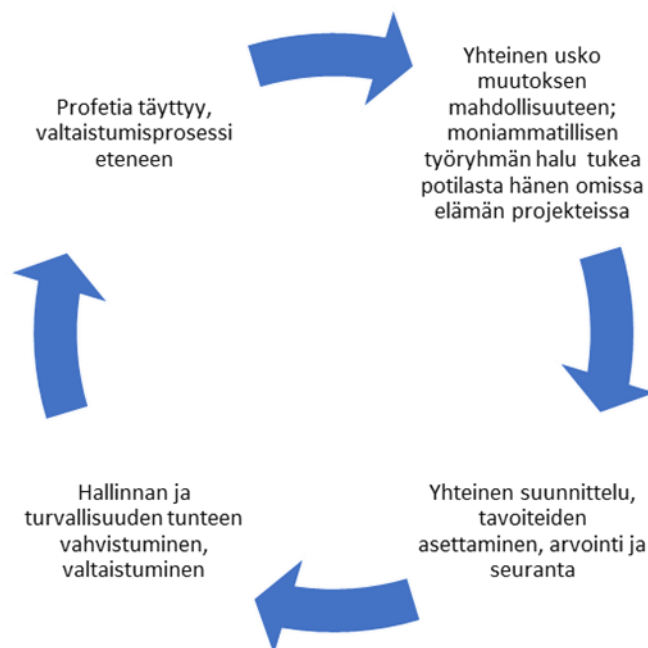 Profetia täyttyy,
valtaistumisprosessi
eteneen
Yhteinen usko
muutoksen
mahdollisuuteen;
moniammatillisen
työryhmän halu tukea
potilasta hänen omissa
elämän projekteissa
Yhteinen suunnittelu,
tavoiteiden
asettaminen, arvointi ja
seuranta
Hallinnan ja
turvallisuuden tunteen
vahvistuminen,
valtaistuminen